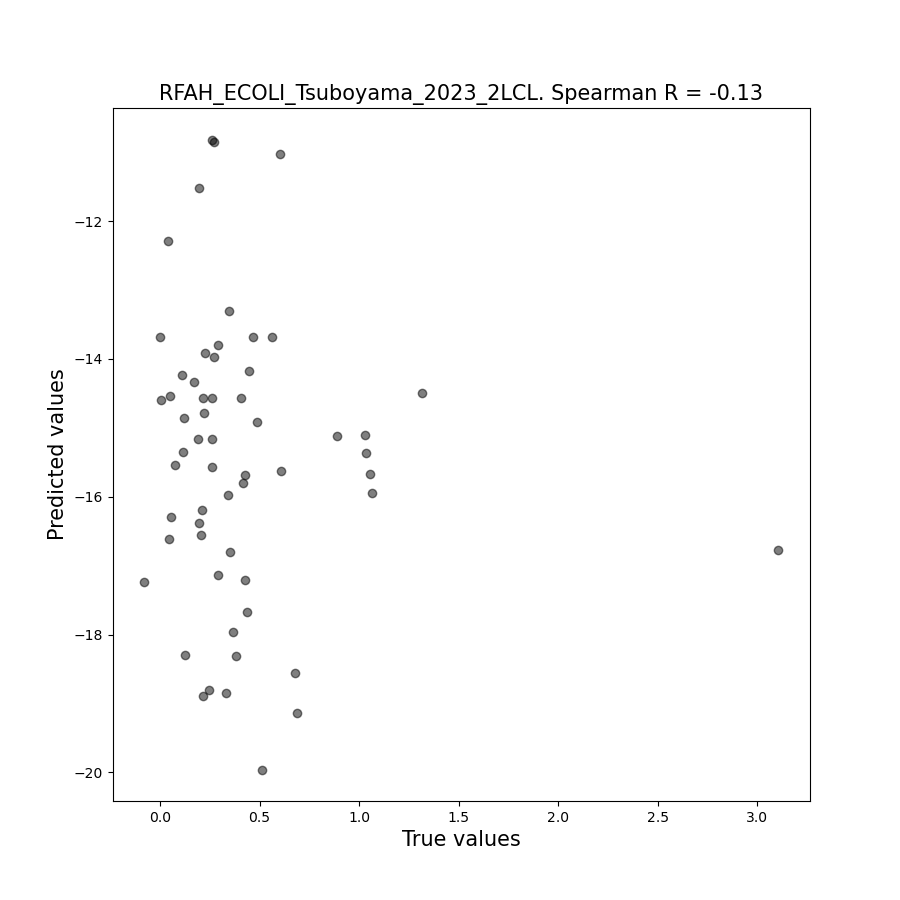 RFAH_ECOLI_Tsuboyama_2023_2LCL. Spearman R = -0.13
Predicted values
−12
−14
−16
−18
−20
0.0 0.5 1.0 1.5 2.0 2.5 3.0
True values